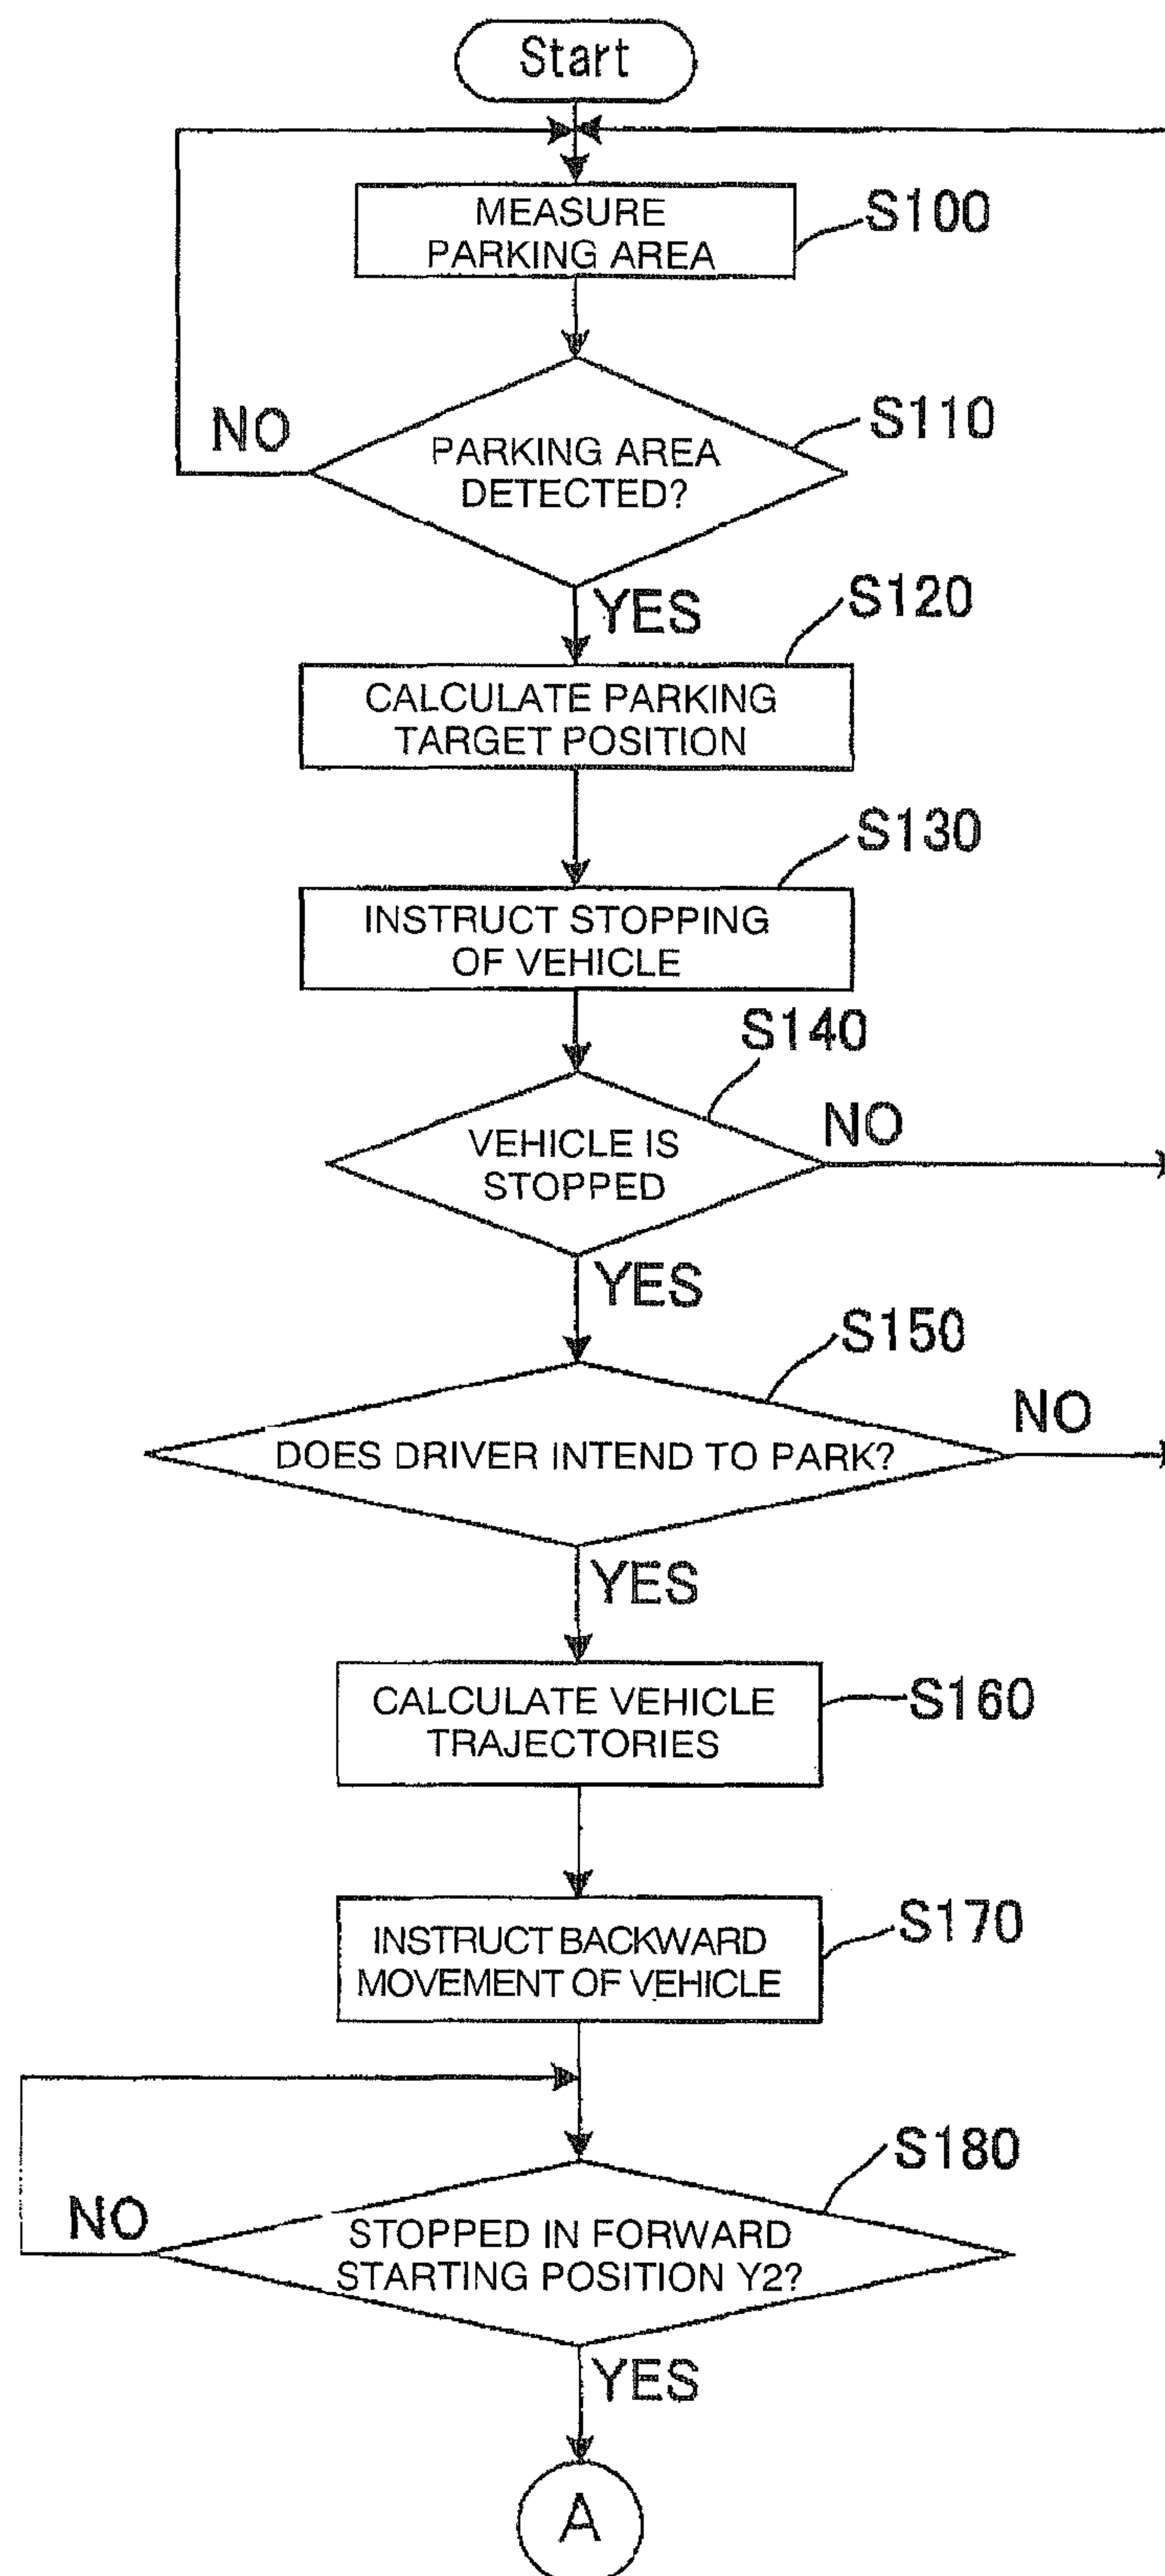 Start
MEASURE
PARKING AREA
S100
NO
PARKING AREA
DETECTED?
S110
YES
S120
CALCULATE PARKING
TARGET POSITION
S130
INSTRUCT STOPPING
OF VEHICLE
S140
VEHICLE IS
STOPPED
NO
YES
S150
DOES DRIVER INTEND TO PARK?
NO
YES
CALCULATE VEHICLE
TRAJECTORIES
S160
INSTRUCT BACKWARD
MOVEMENT OF VEHICLE
S170
S180
NO
STOPPED IN FORWARD
STARTING POSITION Y2?
YES
A